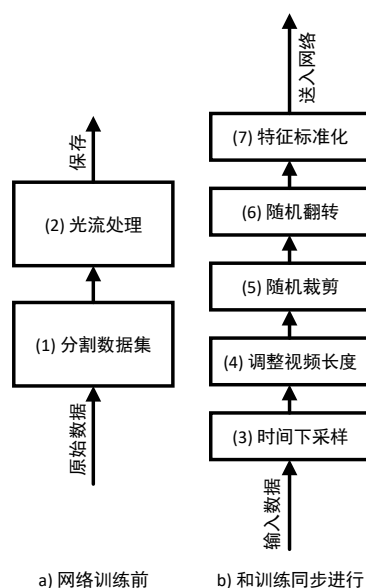 保存
(2) 光流处理
(1) 分割数据集
原始数据
a) 网络训练前
送入网络
(7) 特征标准化
(6) 随机翻转
(5) 随机裁剪
(4) 调整视频长度
(3) 时间下采样
输入数据
b) 和训练同步进行